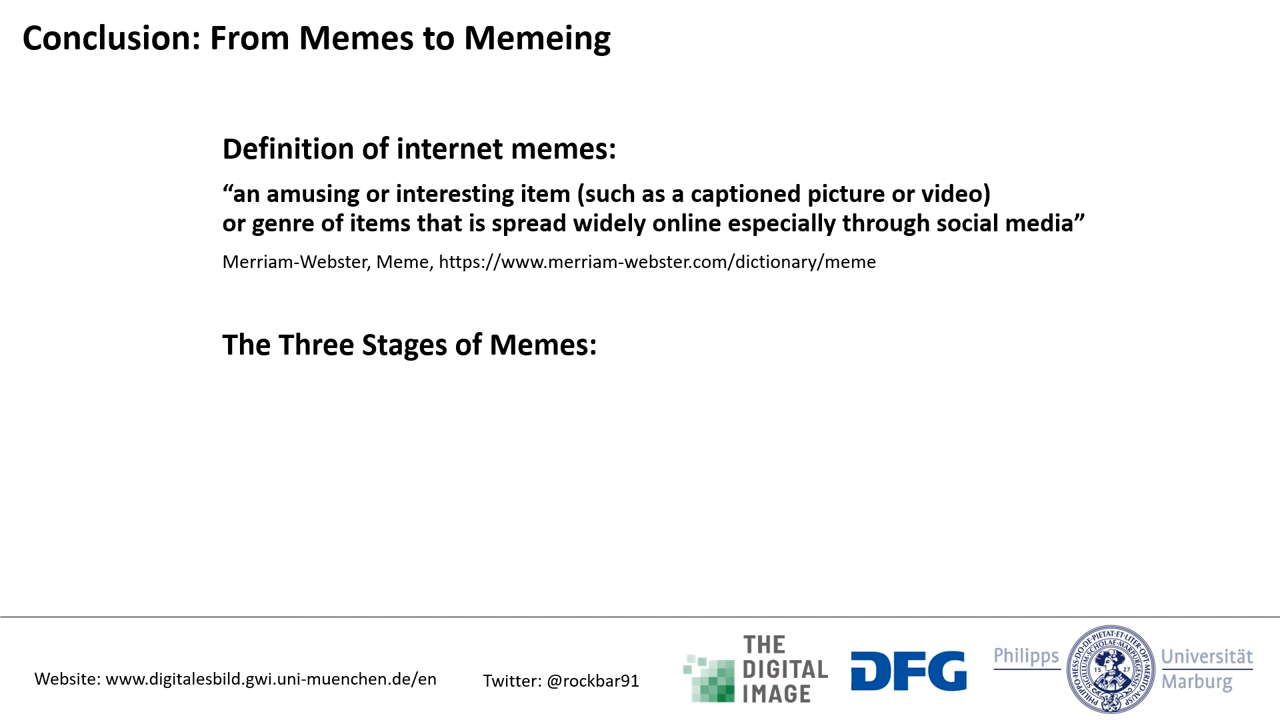 Conclusion: From Memes to Memeing
Definition of internet memes:
“an amusing or interesting item (such as a captioned picture or video)
or genre of items that is spread widely online especially through social media”
Merriam-Webster, Meme, https://www.merriam-webster.com/dictionary/meme
The Three Stages of Memes:
Website: www.digitalesbild.gwi.uni-muenchen.de/en
Twitter: @rockbar91
THE
DIGITAL
IMAGE
DFG
Philipps
Universität
Marburg